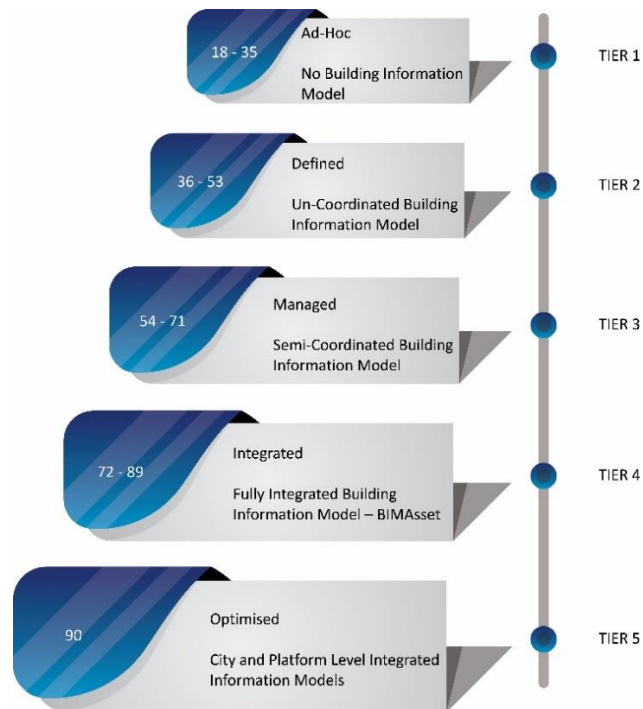 18 - 35
Ad-Hoc
No Building Information
Model
TIER 1
36 - 53
Defined
Un-Coordinated Building
Information Model
TIER 2
54 - 71
Managed
Semi-Coordinated Building
Information Model
TIER 3
72 - 89
Integrated
Fully Integrated Building
Information Model – BIMAsset
TIER 4
90
Optimised
City and Platform Level Integrated
Information Models
TIER 5